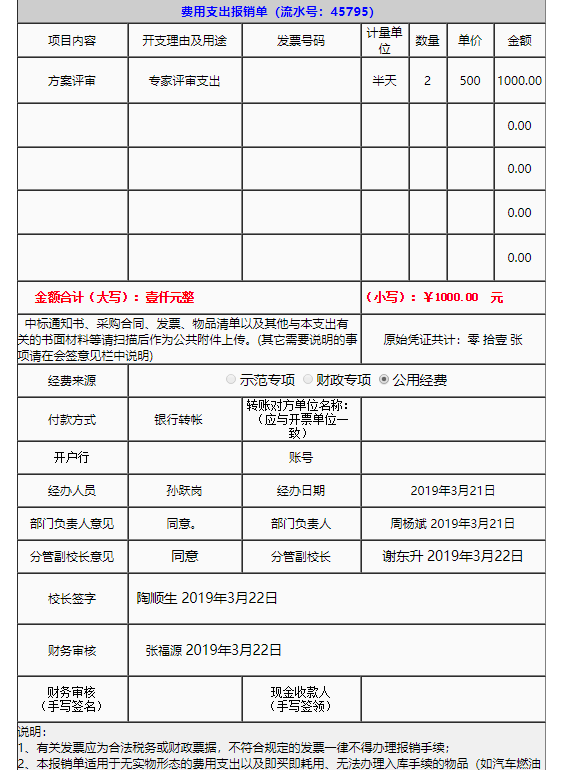 费用支出报销单（流水号：45795）
项目内容 开支理由及用途 发票号码 计量单位 数量 单价 金额
方案评审 专家评审支出 半天 2 500 1000.00
0.00
0.00
0.00
0.00
金额合计（大写）：壹仟元整 （小写）：¥1000.00 元
中标通知书、采购合同、发票、物品清单以及其他与本支出有
关的书面材料等请扫描后作为公共附件上传。(其它需要说明的事
项请在会签意见栏中说明)
原始凭证共计：零 拾壹 张
经费来源 示范专项 财政专项 公用经费
付款方式 银行转帐 转账对方单位名称：
（应与开票单位一
致）
开户行 账号
经办人员 孙跃岗 经办日期 2019年3月21日
部门负责人意见 同意。 部门负责人 周杨斌 2019年3月21日
分管副校长意见 同意 分管副校长 谢东升 2019年3月22日
校长签字 陶顺生 2019年3月22日
财务审核 张福源 2019年3月22日
财务审核 现金收款人
（手写签名） （手写签领）
说明：
1、有关发票应为合法税务或财政票据，不符合规定的发票一律不得办理报销手续；
2、本报销单适用于无实物形态的费用支出以及即买即耗用、无法办理入库手续的物品（如汽车燃油